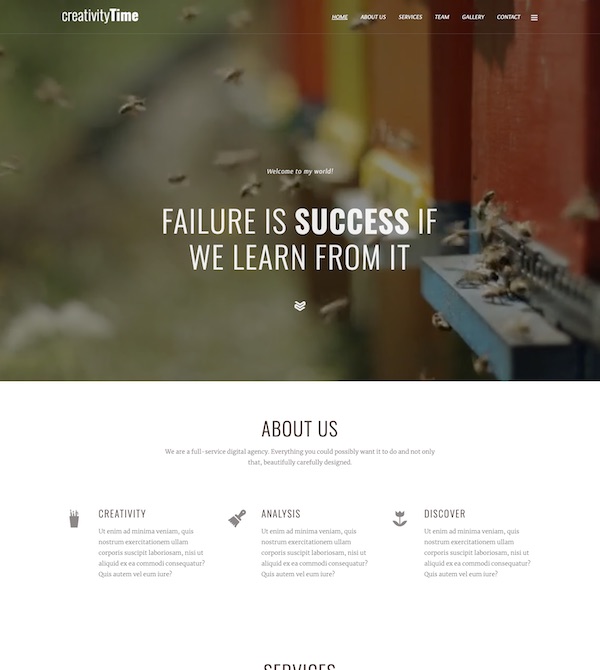 creativityTime
HOME ABOUT US SERVICES TEAM GALLERY CONTACT
Welcome to my world!
FAILURE IS SUCCESS IF
WE LEARN FROM IT
ABOUT US
We are a full-service digital agency. Everything you could possibly want it to do and not only
that, beautifully carefully designed.
CREATIVITY
Ut enim ad minima veniam, quis
nostrum exercitationem ullam
corporis suscipit laboriosam, nisi ut
aliquid ex ea commodi consequatur?
Quis autem vel eum iure?
ANALYSIS
Ut enim ad minima veniam, quis
nostrum exercitationem ullam
corporis suscipit laboriosam, nisi ut
aliquid ex ea commodi consequatur?
Quis autem vel eum iure?
DISCOVER
Ut enim ad minima veniam, quis
nostrum exercitationem ullam
corporis suscipit laboriosam, nisi ut
aliquid ex ea commodi consequatur?
Quis autem vel eum iure?
SERVICES